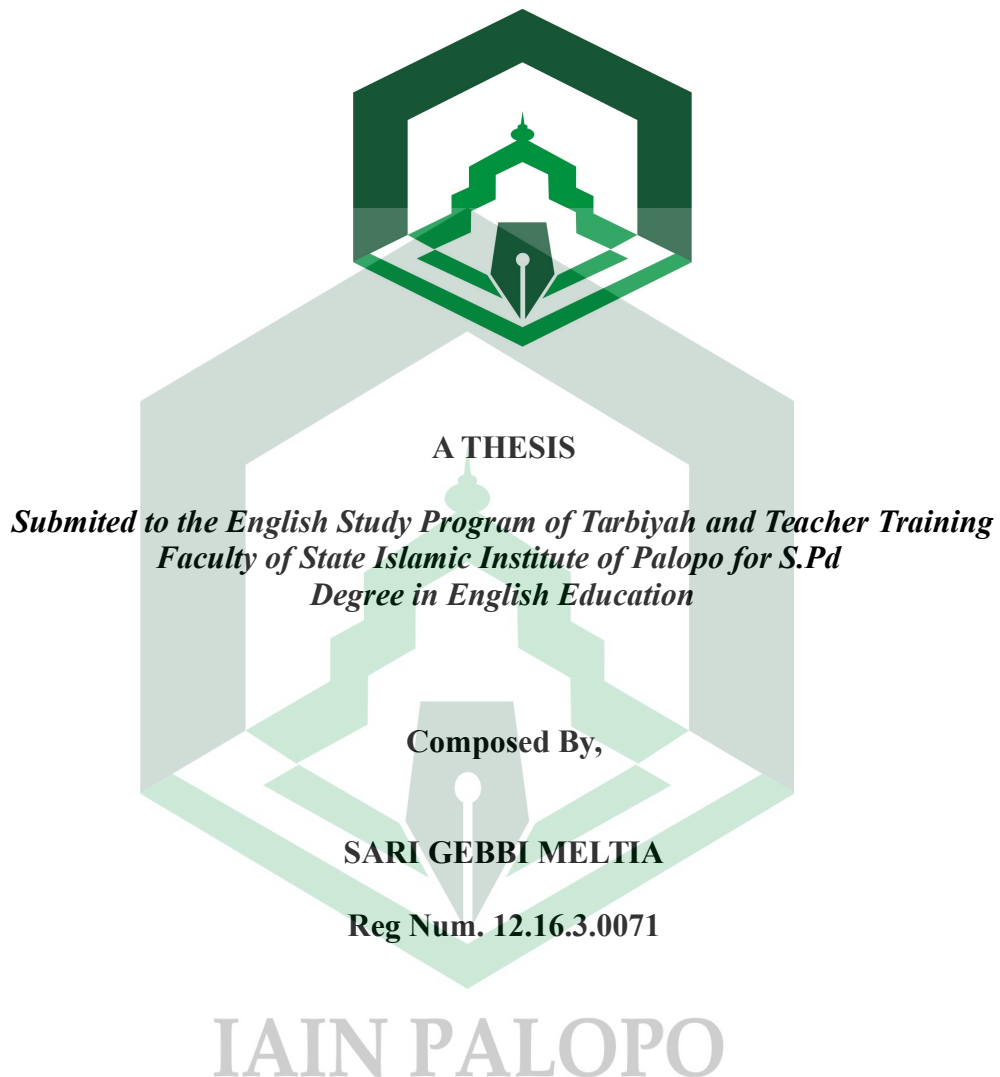 A THESIS
Submited to the English Study Program of Tarbiyah and Teacher Training
Faculty of State Islamic Institute of Palopo for S.Pd
Degree in English Education
Composed By,
SARI GEBBI MELTIA
Reg Num. 12.16.3.0071
IAIN PALOPO